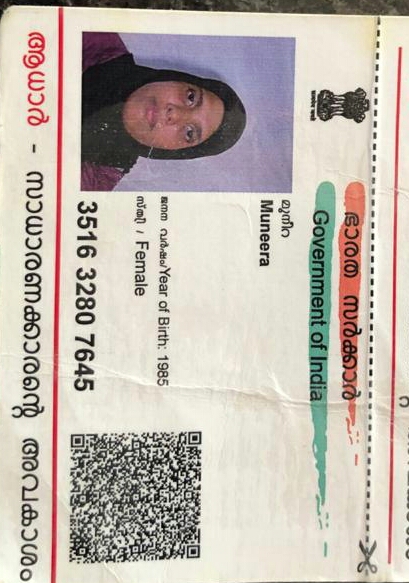 ഭാരത സർക്കാർ
Government of India
മുനീറ
Muneera
ജനന വർഷം/Year of Birth: 1985
സ്ത്രീ / Female
3516 3280 7645
ആധാർ - സാധാരണക്കാരന്റെ അവകാശം